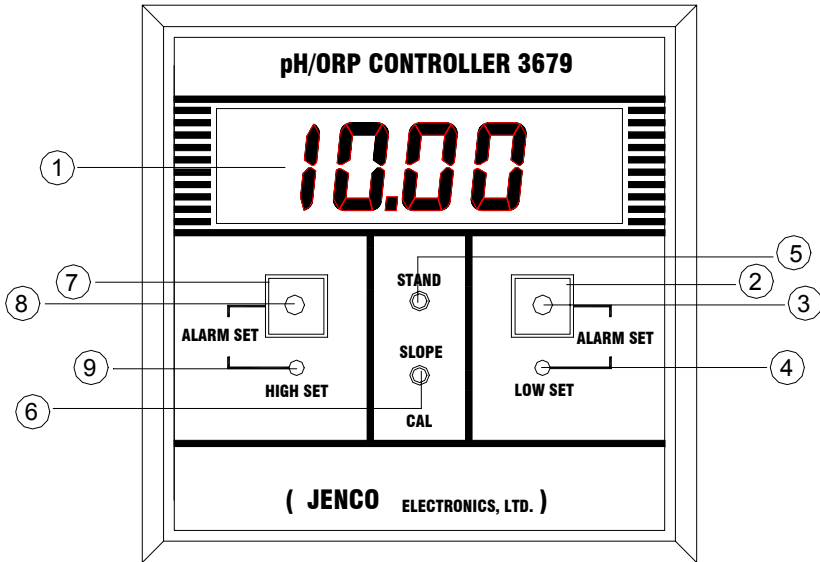 pH/ORP CONTROLLER 3679
10.00
1
5
STAND
7
2
8
3
ALARM SET
ALARM SET
SLOPE
9
4
HIGH SET
LOW SET
6
CAL
( JENCO ELECTRONICS, LTD. )